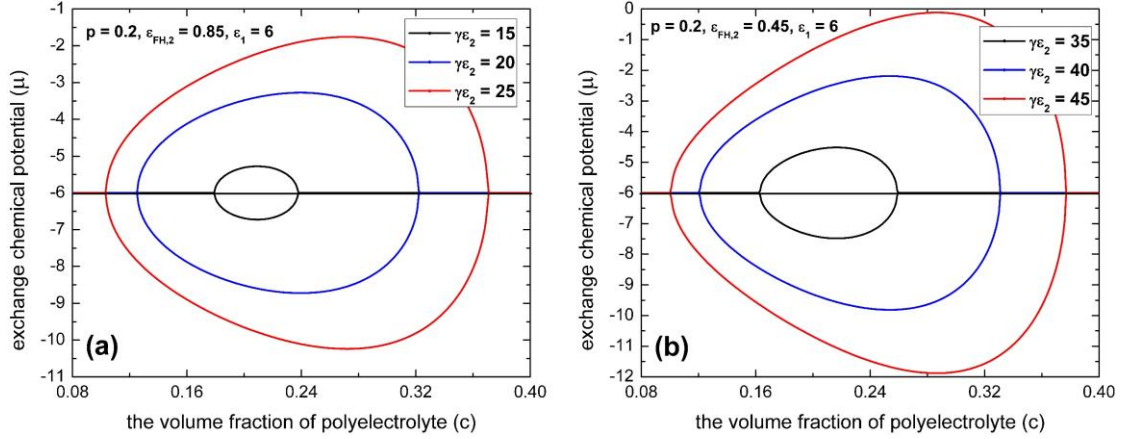 p = 0.2, ε_FH,2 = 0.85, ε_1 = 6
γε_2 = 15
γε_2 = 20
γε_2 = 25
-1
-2
-3
-4
-5
-6
-7
-8
-9
-10
-11
exchange chemical potential (μ)
(a)
0.08 0.16 0.24 0.32 0.40
the volume fraction of polyelectrolyte (c)
p = 0.2, ε_FH,2 = 0.45, ε_1 = 6
γε_2 = 35
γε_2 = 40
γε_2 = 45
0
-1
-2
-3
-4
-5
-6
-7
-8
-9
-10
-11
-12
exchange chemical potential (μ)
(b)
0.08 0.16 0.24 0.32 0.40
the volume fraction of polyelectrolyte (c)